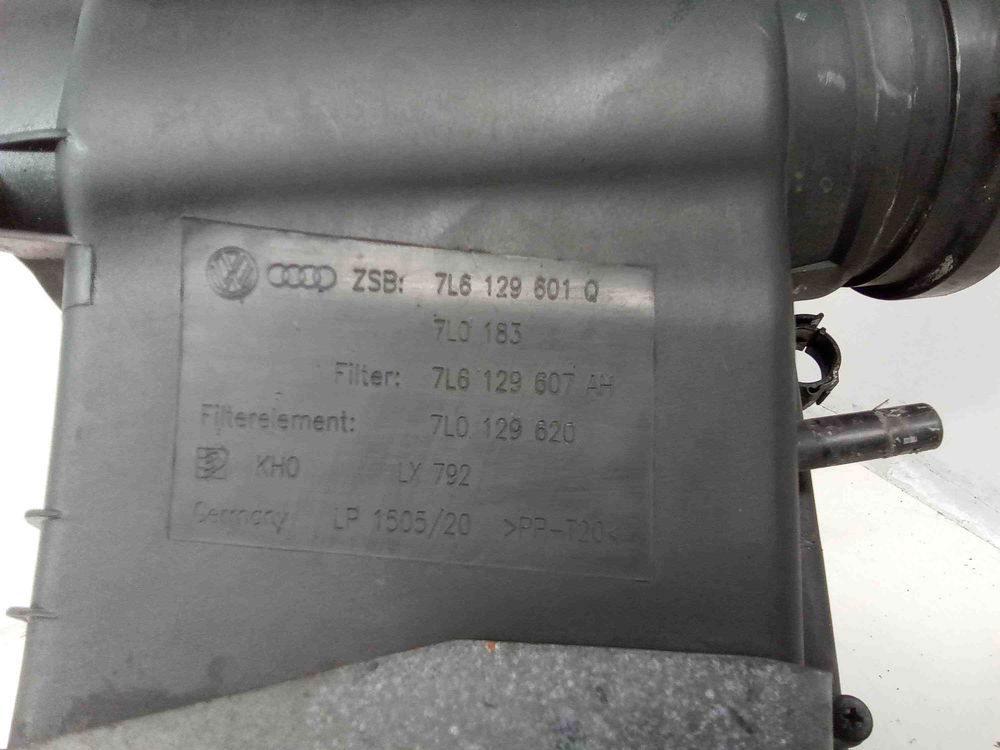 ZSB: 7L6 129 601 Q
7L0 183
Filter: 7L6 129 607 AH
Filterelement: 7L0 129 620
KHO LX 792
Germany LP 1505/20 >PP-T20<